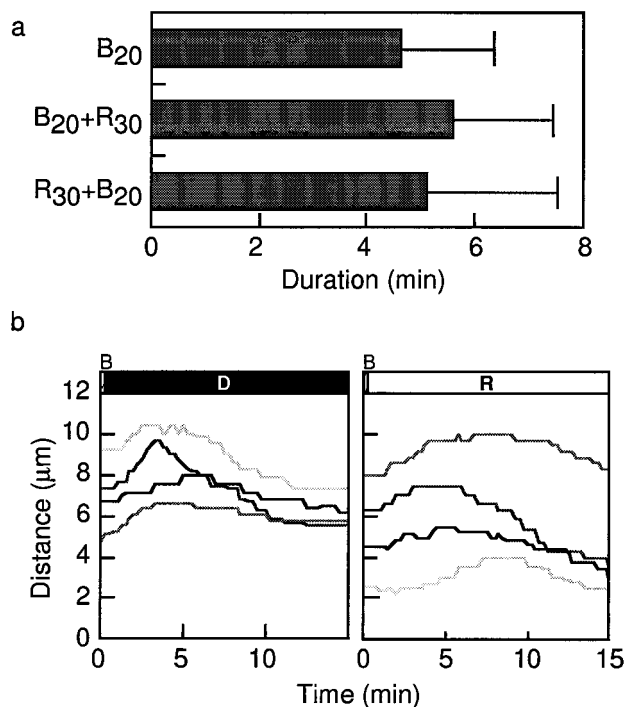 a
B20
B20+R30
R30+B20
0 2 4 6 8
Duration (min)
b
B B
D R
12
10
8
6
4
2
0
Distance (μm)
0 5 10 0 5 10 15
Time (min)